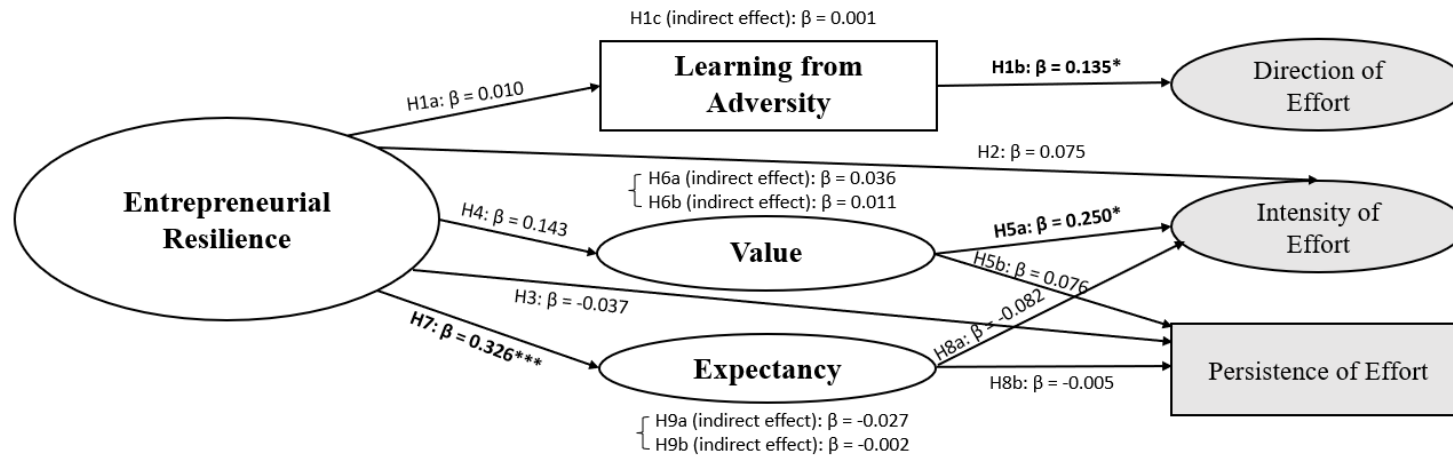 H1c (indirect effect): β = 0.001
Learning from
Adversity
H1a: β = 0.010
H1b: β = 0.135*
Direction of
Effort
H2: β = 0.075
Entrepreneurial
Resilience
H6a (indirect effect): β = 0.036
H6b (indirect effect): β = 0.011
H4: β = 0.143
Value
H5a: β = 0.250*
H5b: β = 0.076
Intensity of
Effort
H3: β = -0.037
H7: β = 0.326***
Expectancy
H8a: β = -0.082
H8b: β = -0.005
Persistence of Effort
H9a (indirect effect): β = -0.027
H9b (indirect effect): β = -0.002